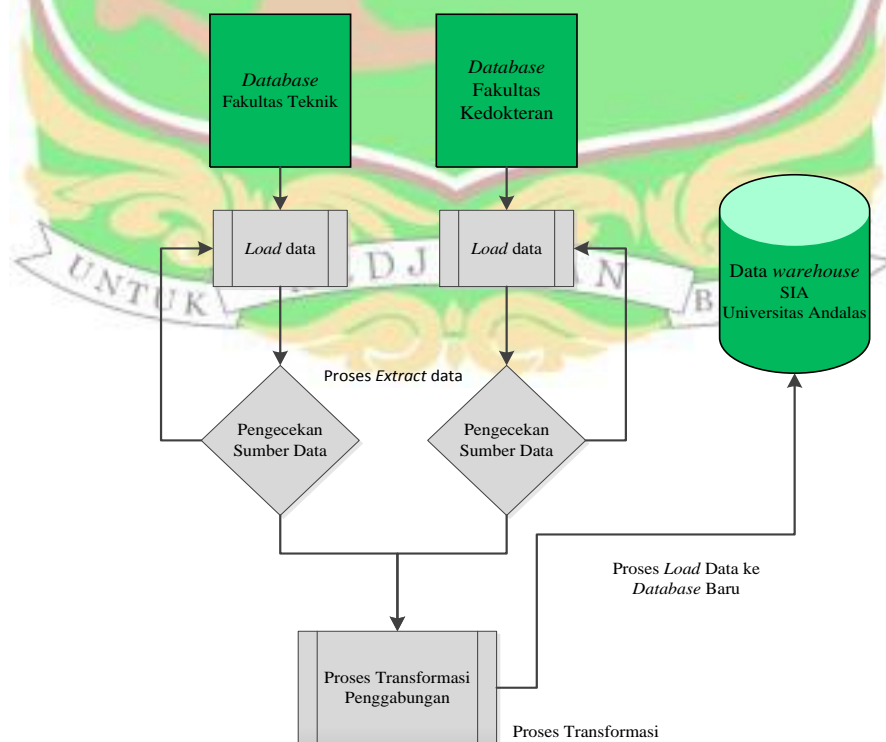 Database
Fakultas Teknik
Database
Fakultas
Kedokteran
Load data
Load data
Data warehouse
SIA
Universitas Andalas
UNTUK
Proses Extract data
Pengecekan
Sumber Data
Pengecekan
Sumber Data
Proses Load Data ke
Database Baru
Proses Transformasi
Penggabungan
Proses Transformasi